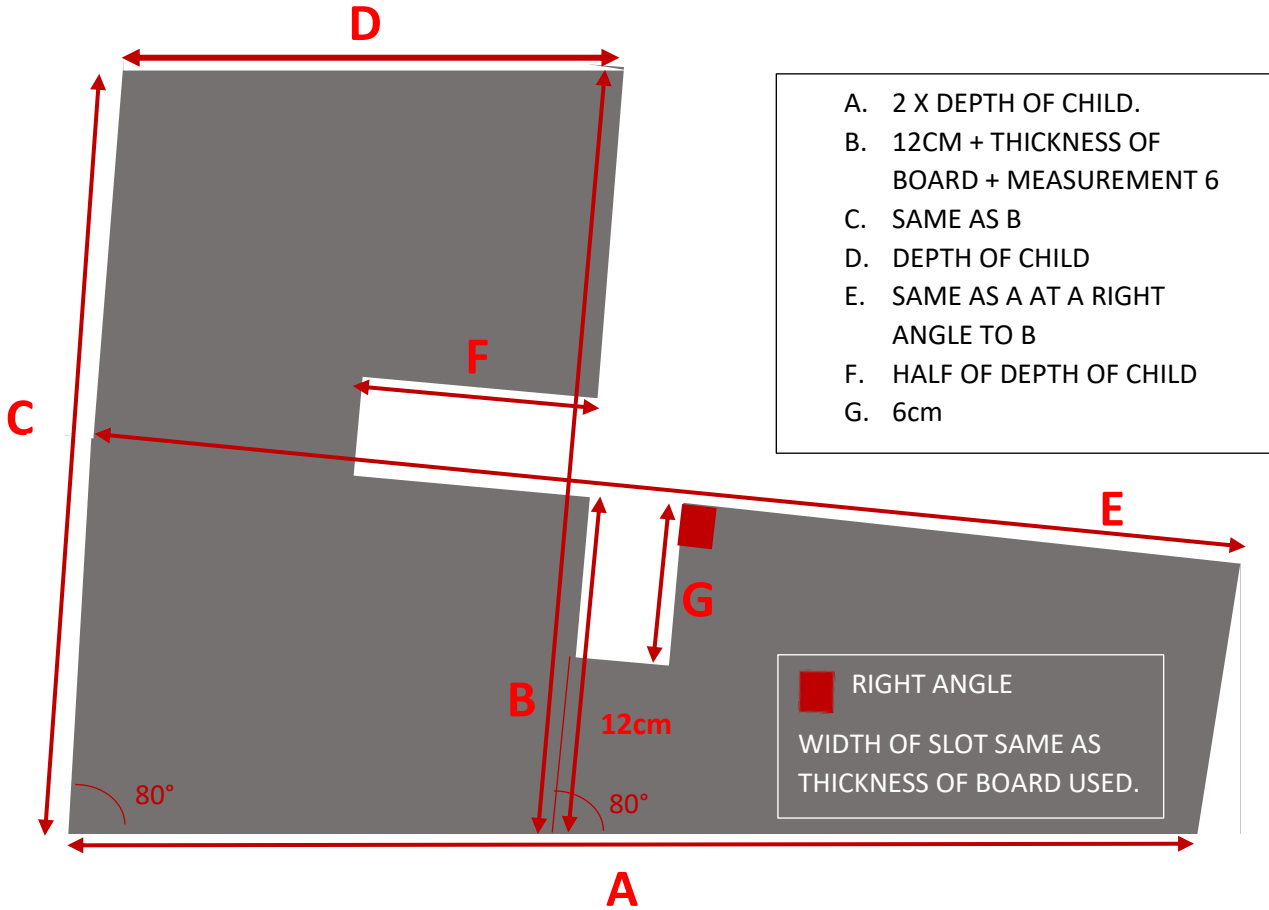 D
A. 2 X DEPTH OF CHILD.
B. 12CM + THICKNESS OF
BOARD + MEASUREMENT 6
C. SAME AS B
D. DEPTH OF CHILD
E. SAME AS A AT A RIGHT
ANGLE TO B
F. HALF OF DEPTH OF CHILD
G. 6cm
F
C
E
G
B
12cm
RIGHT ANGLE
WIDTH OF SLOT SAME AS
THICKNESS OF BOARD USED.
80°
80°
A